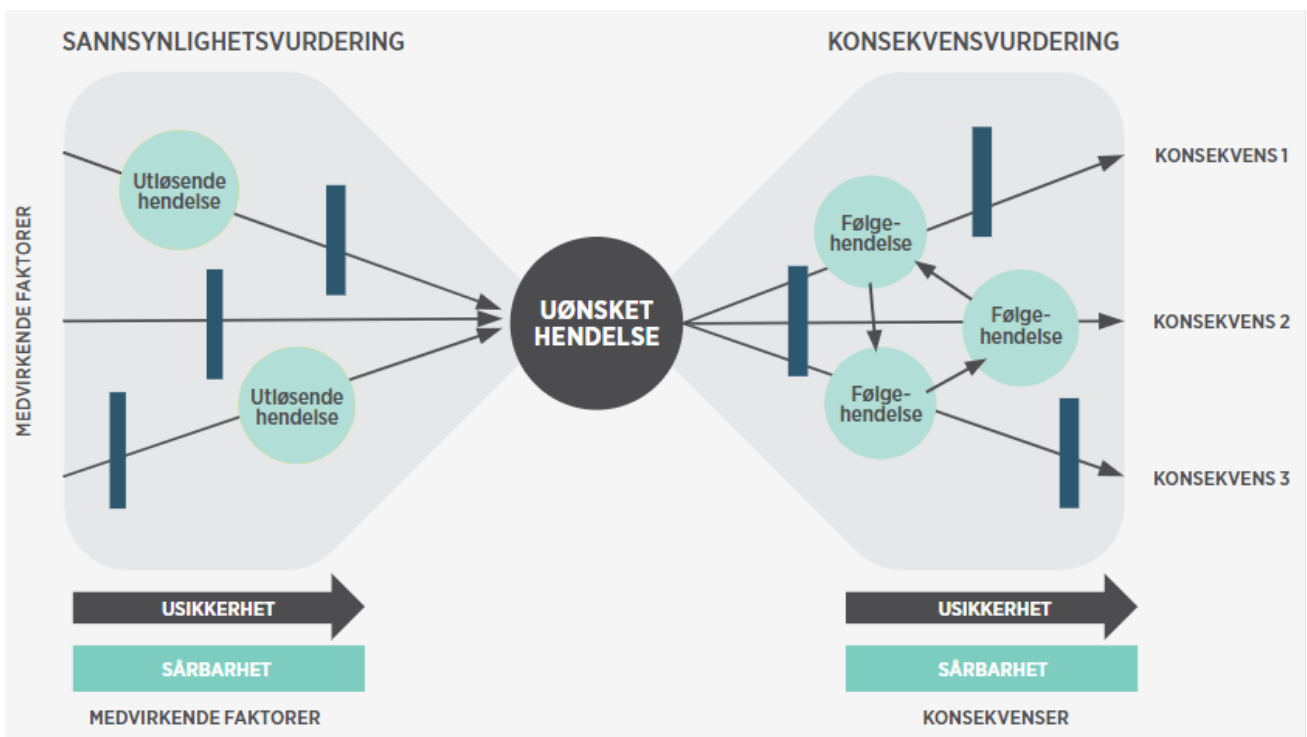 SANNSYNLIGHETSVURDERING
KONSEKVENSVURDERING
MEDVIRKENDE FAKTORER
Utløsende
hendelse
Utløsende
hendelse
UØNSKET
HENDELSE
Følge-
hendelse
Følge-
hendelse
Følge-
hendelse
KONSEKVENS 1
KONSEKVENS 2
KONSEKVENS 3
USIKKERHET
SÅRBARHET
MEDVIRKENDE FAKTORER
USIKKERHET
SÅRBARHET
KONSEKVENSER